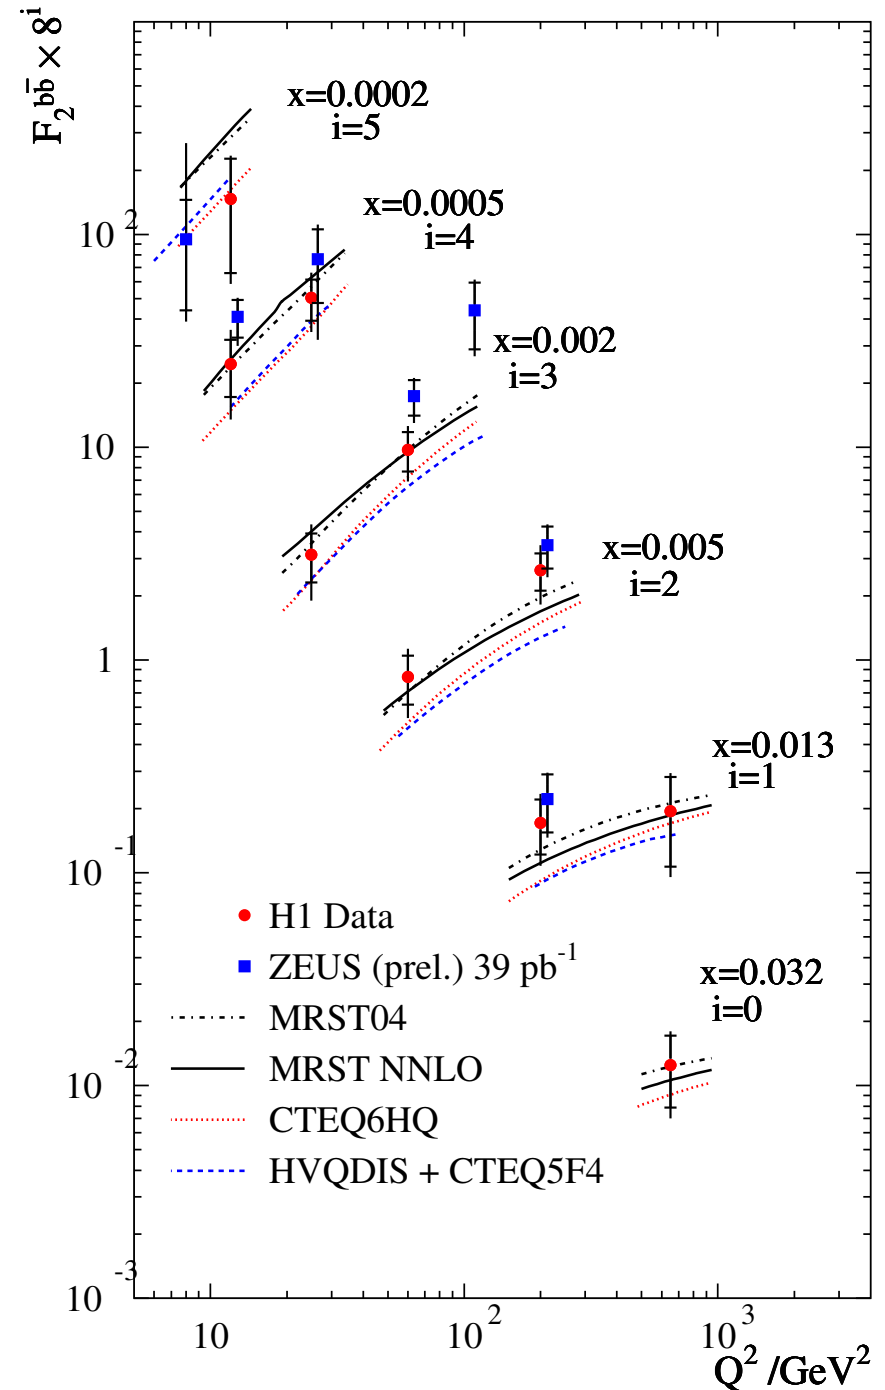 F₂ᵇᵇ̅ × 8ⁱ
x=0.0002
i=5
x=0.0005
i=4
x=0.002
i=3
x=0.005
i=2
x=0.013
i=1
x=0.032
i=0
10²
10
1
10⁻¹
10⁻²
10⁻³
H1 Data
ZEUS (prel.) 39 pb⁻¹
MRST04
MRST NNLO
CTEQ6HQ
HVQDIS + CTEQ5F4
10
10²
10³
Q² /GeV²